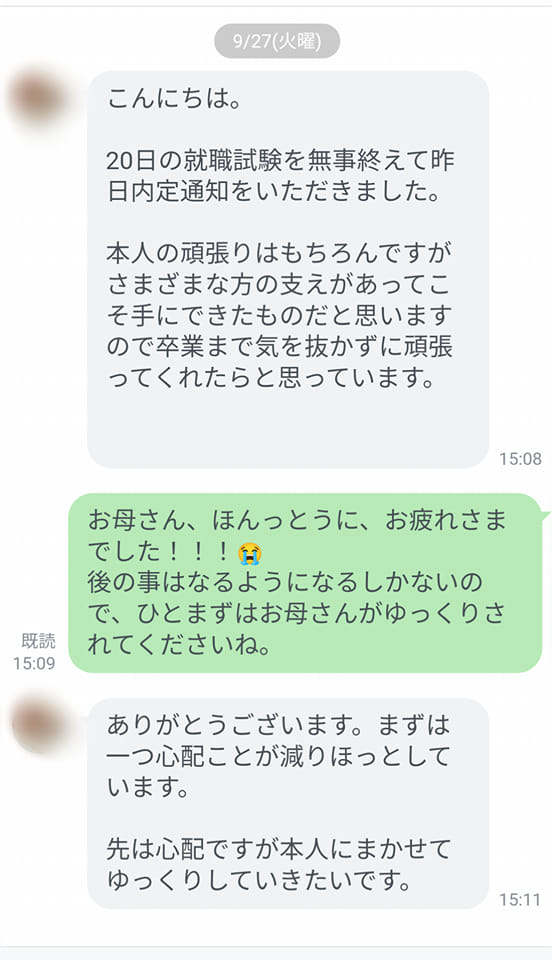 9/27(火曜)
こんにちは。
20日の就職試験を無事終えて昨
日内定通知をいただきました。
本人の頑張りはもちろんですが
さまざまな方の支えがあってこ
そ手にできたものだと思います
ので卒業まで気を抜かずに頑張
ってくれたらと思っています。
15:08
お母さん、ほんっとうに、お疲れさま
でした！！！😭
後の事はなるようになるしかないの
で、ひとまずはお母さんがゆっくりさ
れてくださいね。
既読
15:09
ありがとうございます。まずは
一つ心配ことが減りほっとして
います。
先は心配ですが本人にまかせて
ゆっくりしていきたいです。
15:11